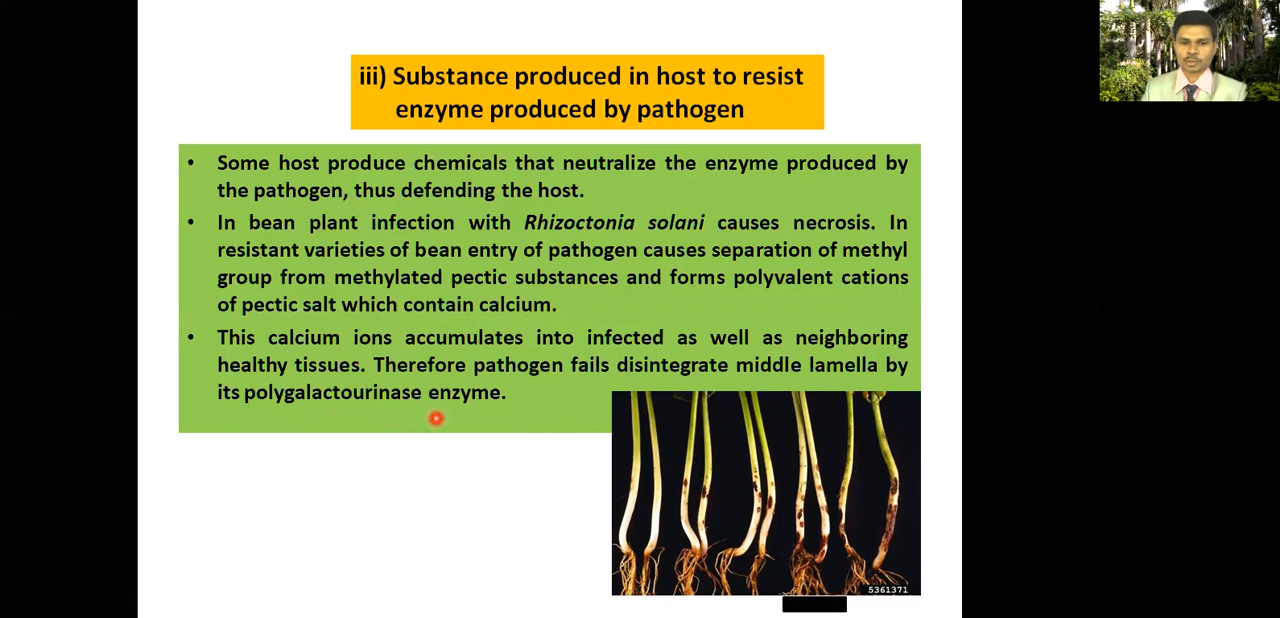 iii) Substance produced in host to resist
enzyme produced by pathogen
• Some host produce chemicals that neutralize the enzyme produced by
the pathogen, thus defending the host.
• In bean plant infection with Rhizoctonia solani causes necrosis. In
resistant varieties of bean entry of pathogen causes separation of methyl
group from methylated pectic substances and forms polyvalent cations
of pectic salt which contain calcium.
• This calcium ions accumulates into infected as well as neighboring
healthy tissues. Therefore pathogen fails disintegrate middle lamella by
its polygalactourinase enzyme.
5361371